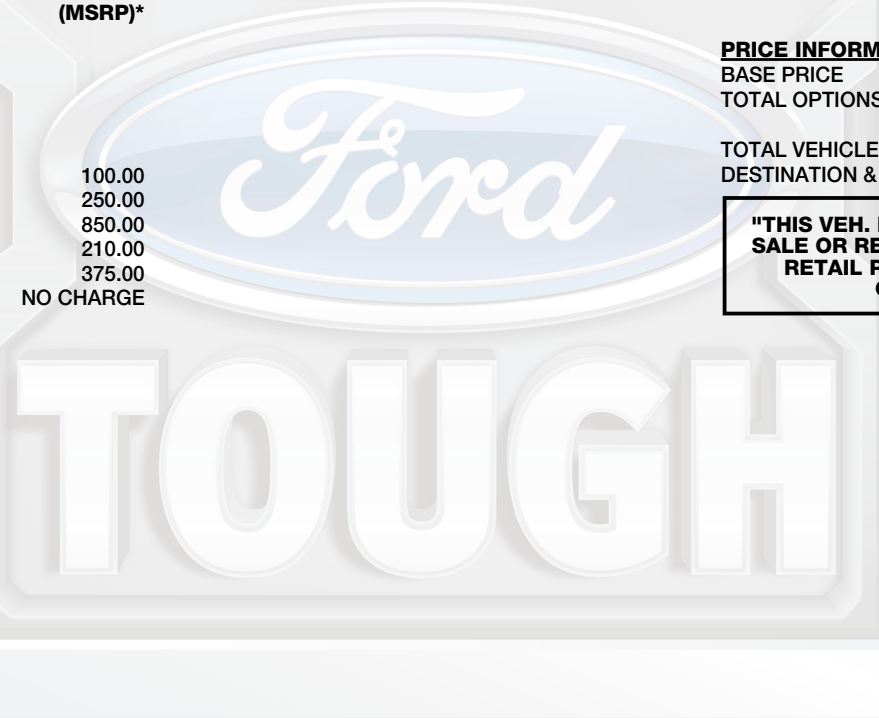 (MSRP)*
100.00
250.00
850.00
210.00
375.00
NO CHARGE
PRICE INFORM
BASE PRICE
TOTAL OPTIONS
TOTAL VEHICLE
DESTINATION &
"THIS VEH.
SALE OR RE
RETAIL P
Ford
TOUGH